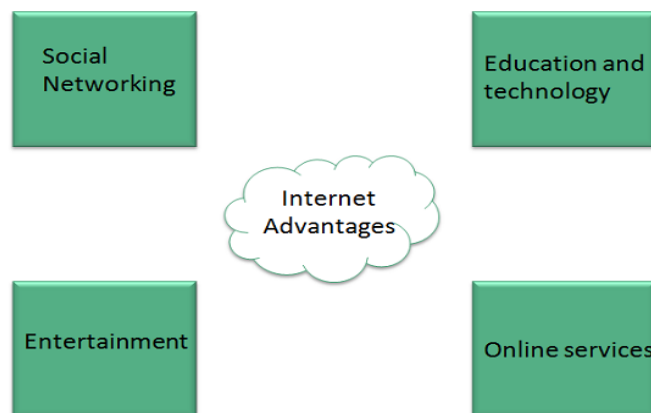 Social
Networking
Education and
technology
Internet
Advantages
Entertainment
Online services